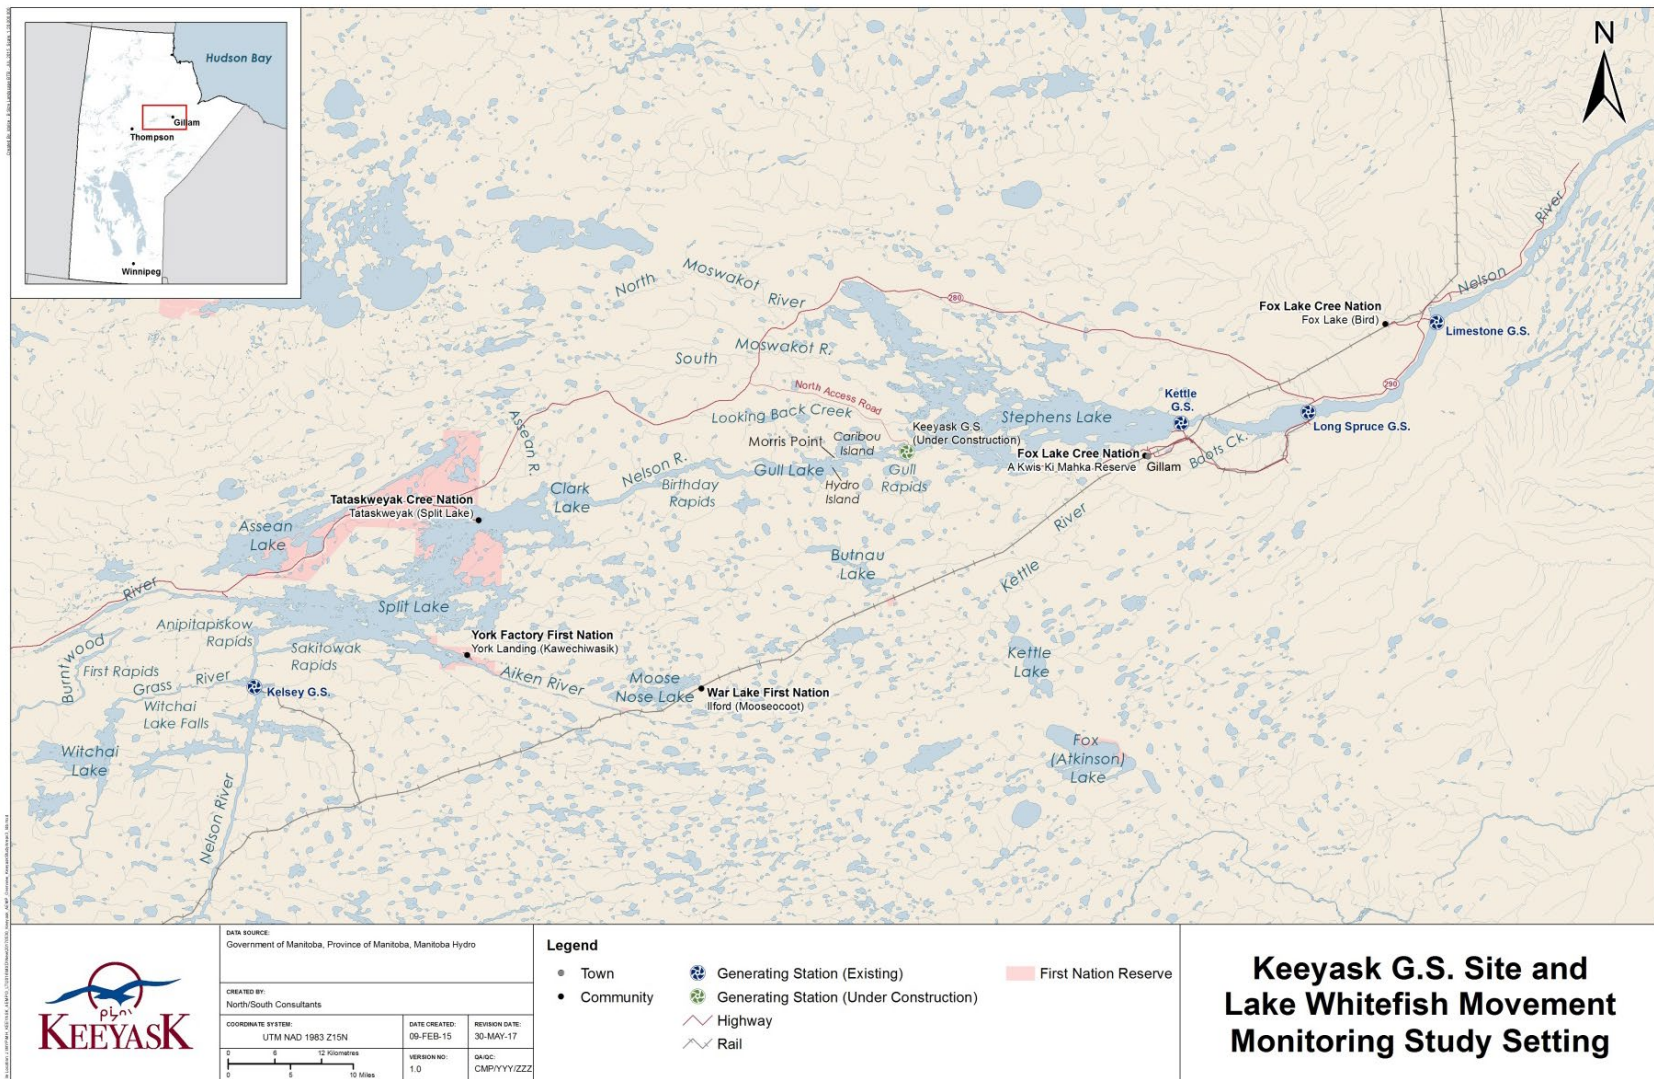 Hudson Bay
Gillam
Thompson
Winnipeg
N
North
Moswakot
River
280
Nelson
River
Fox Lake Cree Nation
Fox Lake (Bird)
Limestone G.S.
South
Moswakot R.
North Access Road
290
Looking Back Creek
Stephens Lake
Kettle
G.S.
Long Spruce G.S.
Assean R.
Morris Point
Caribou
Island
Keeyask G.S.
(Under Construction)
Fox Lake Cree Nation
A Kwis Ki Mahka Reserve
Gillam
Boots Ck.
Nelson R.
Gull Lake
Gull
Rapids
Hydro
Island
Birthday
Rapids
Clark
Lake
Tataskweyak Cree Nation
Tataskweyak (Split Lake)
Assean
Lake
River
Kettle
Butnau
Lake
River
Burntwood
Split Lake
Anipitapiskow
Rapids
Sakitowak
Rapids
York Factory First Nation
York Landing (Kawechiwasik)
Aiken River
First Rapids
Grass
River
Kelsey G.S.
Witchai
Lake Falls
Witchai
Lake
Nelson River
Moose
Nose Lake
War Lake First Nation
Ilford (Mooseocoot)
Kettle
Lake
Fox
(Atkinson)
Lake
KEEYASK
DATA SOURCE:
Government of Manitoba, Province of Manitoba, Manitoba Hydro
CREATED BY:
North/South Consultants
COORDINATE SYSTEM:
UTM NAD 1983 Z15N
DATE CREATED:
09-FEB-15
REVISION DATE:
30-MAY-17
0 6 12 Kilometres
0 5 10 Miles
VERSION NO:
1.0
QA/QC:
CMP/YYY/ZZZ
Legend
Town
Community
Generating Station (Existing)
Generating Station (Under Construction)
Highway
Rail
First Nation Reserve
Keeyask G.S. Site and
Lake Whitefish Movement
Monitoring Study Setting